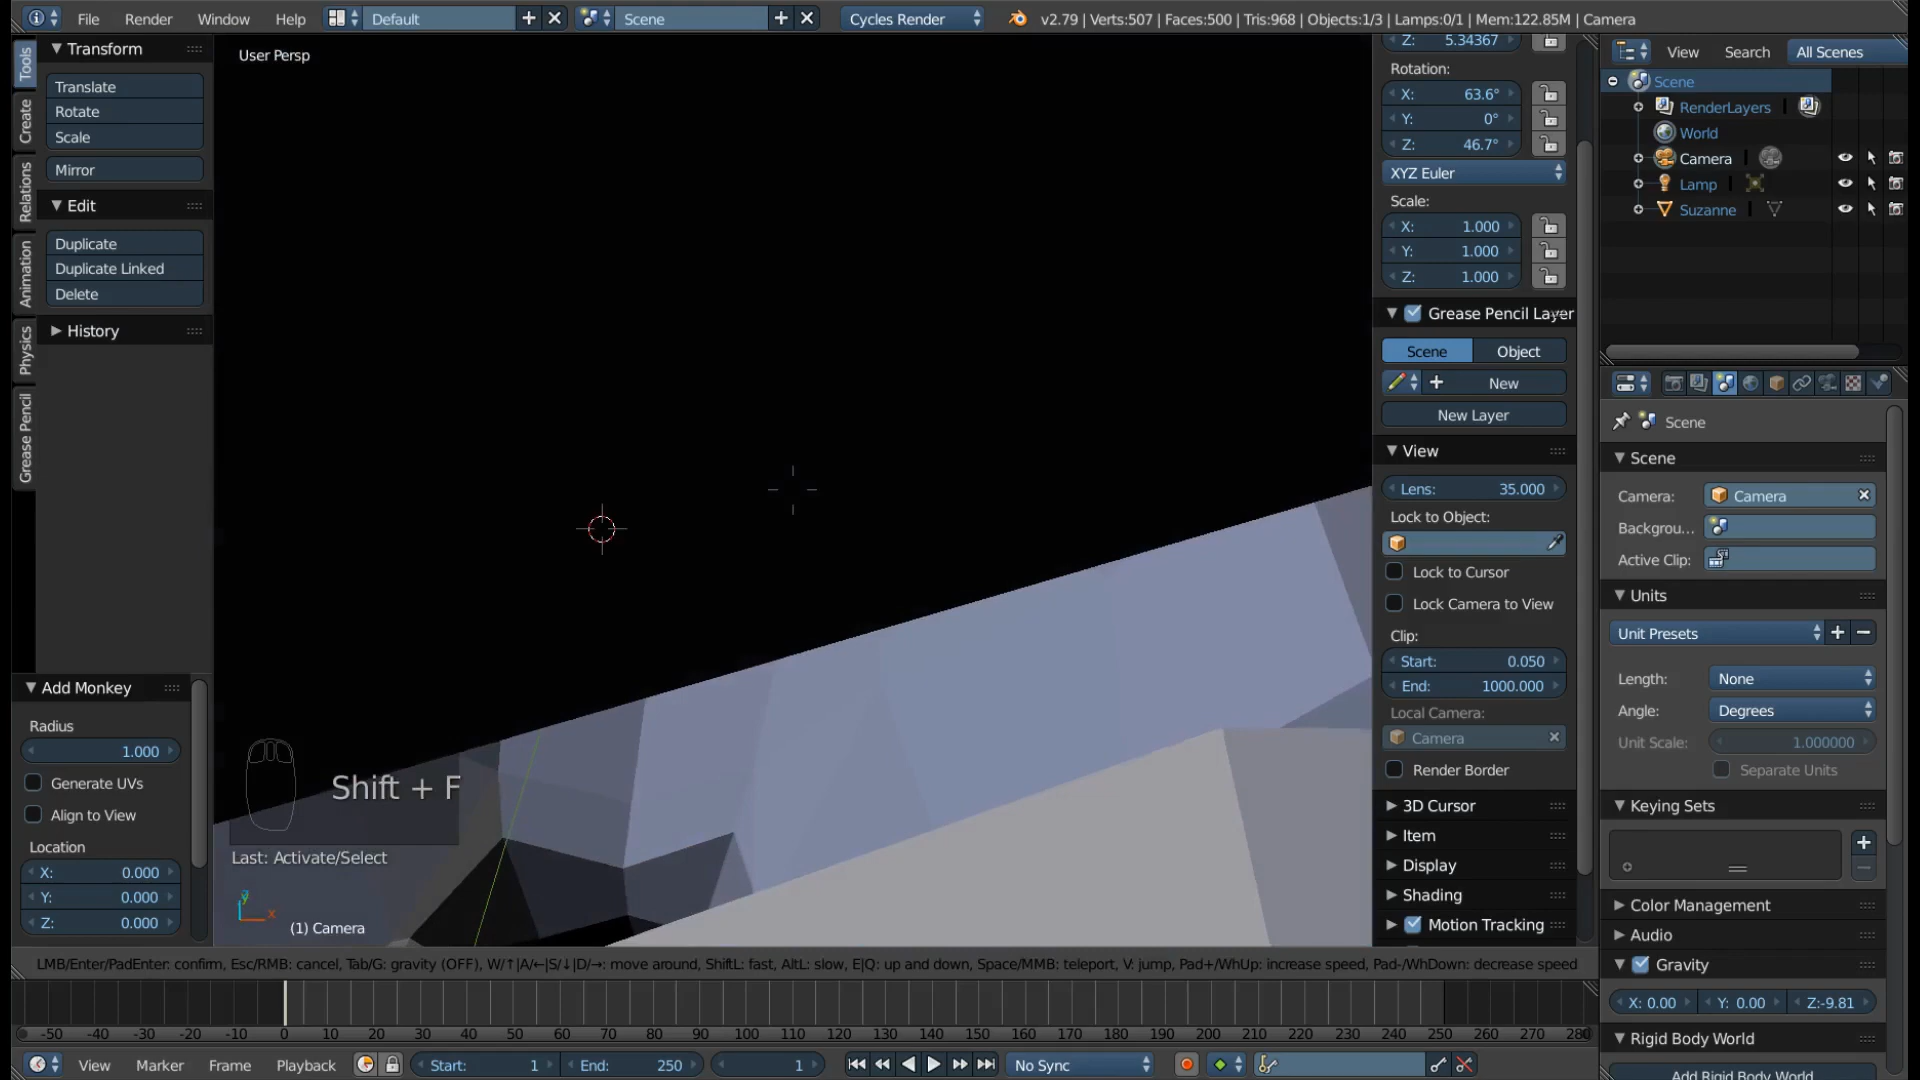 File Render Window Help Default Scene Cycles Render v2.79 | Verts:507 | Faces:500 | Tris:968 | Objects:1/3 | Lamps:0/1 | Mem:122.85M | Camera
Tools
Create
Relations
Animation
Physics
Grease Pencil
Transform
Translate
Rotate
Scale
Mirror
Edit
Duplicate
Duplicate Linked
Delete
History
Add Monkey
Radius
1.000
Generate UVs
Align to View
Location
X: 0.000
Y: 0.000
Z: 0.000
User Persp
Shift + F
Last: Activate/Select
y
x
(1) Camera
Z: 5.34367
Rotation:
X: 63.6°
Y: 0°
Z: 46.7°
XYZ Euler
Scale:
X: 1.000
Y: 1.000
Z: 1.000
Grease Pencil Layer
Scene Object
New
New Layer
View
Lens: 35.000
Lock to Object:
Lock to Cursor
Lock Camera to View
Clip:
Start: 0.050
End: 1000.000
Local Camera:
Camera
Render Border
3D Cursor
Item
Display
Shading
Motion Tracking
View Search All Scenes
Scene
RenderLayers
World
Camera
Lamp
Suzanne
Scene
Scene
Camera: Camera
Backgrou...
Active Clip:
Units
Unit Presets
Length: None
Angle: Degrees
Unit Scale: 1.000000
Separate Units
Keying Sets
Color Management
Audio
Gravity
X: 0.00 Y: 0.00 Z:-9.81
Rigid Body World
Add Rigid Body World
LMB/Enter/PadEnter: confirm, Esc/RMB: cancel, Tab/G: gravity (OFF), W/↑|A/←|S/↓|D/→: move around, ShiftL: fast, AltL: slow, E|Q: up and down, Space/MMB: teleport, V: jump, Pad+/WhUp: increase speed, Pad-/WhDown: decrease speed
-50 -40 -30 -20 -10 0 10 20 30 40 50 60 70 80 90 100 110 120 130 140 150 160 170 180 190 200 210 220 230 240 250 260 270 280
View Marker Frame Playback Start: 1 End: 250 1 No Sync